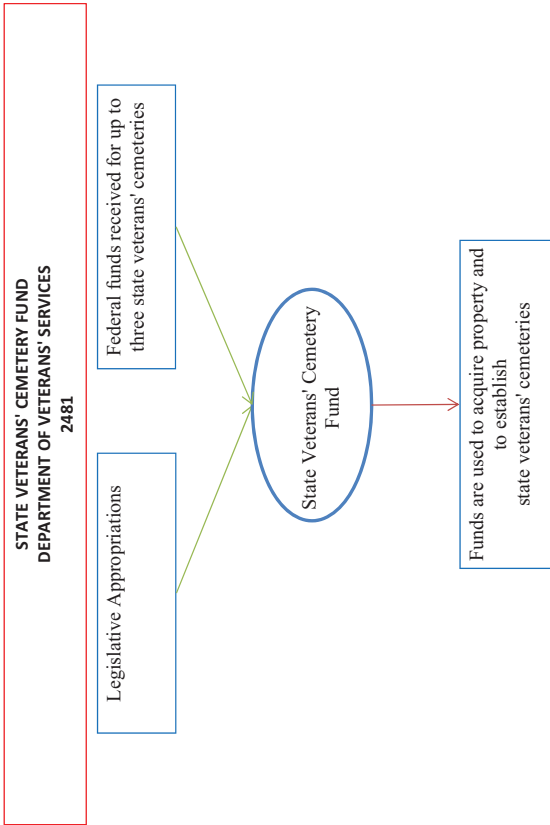 STATE VETERANS' CEMETERY FUND
DEPARTMENT OF VETERANS' SERVICES
2481
Legislative Appropriations
Federal funds received for up to
three state veterans' cemeteries
State Veterans' Cemetery
Fund
Funds are used to acquire property and
to establish
state veterans' cemeteries